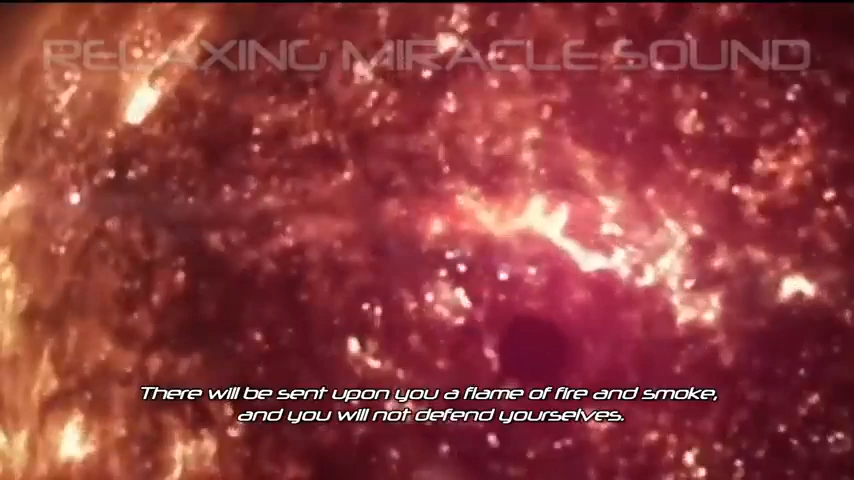 RELAXING MIRACLE SOUND
There will be sent upon you a flame of fire and smoke,
and you will not defend yourselves.